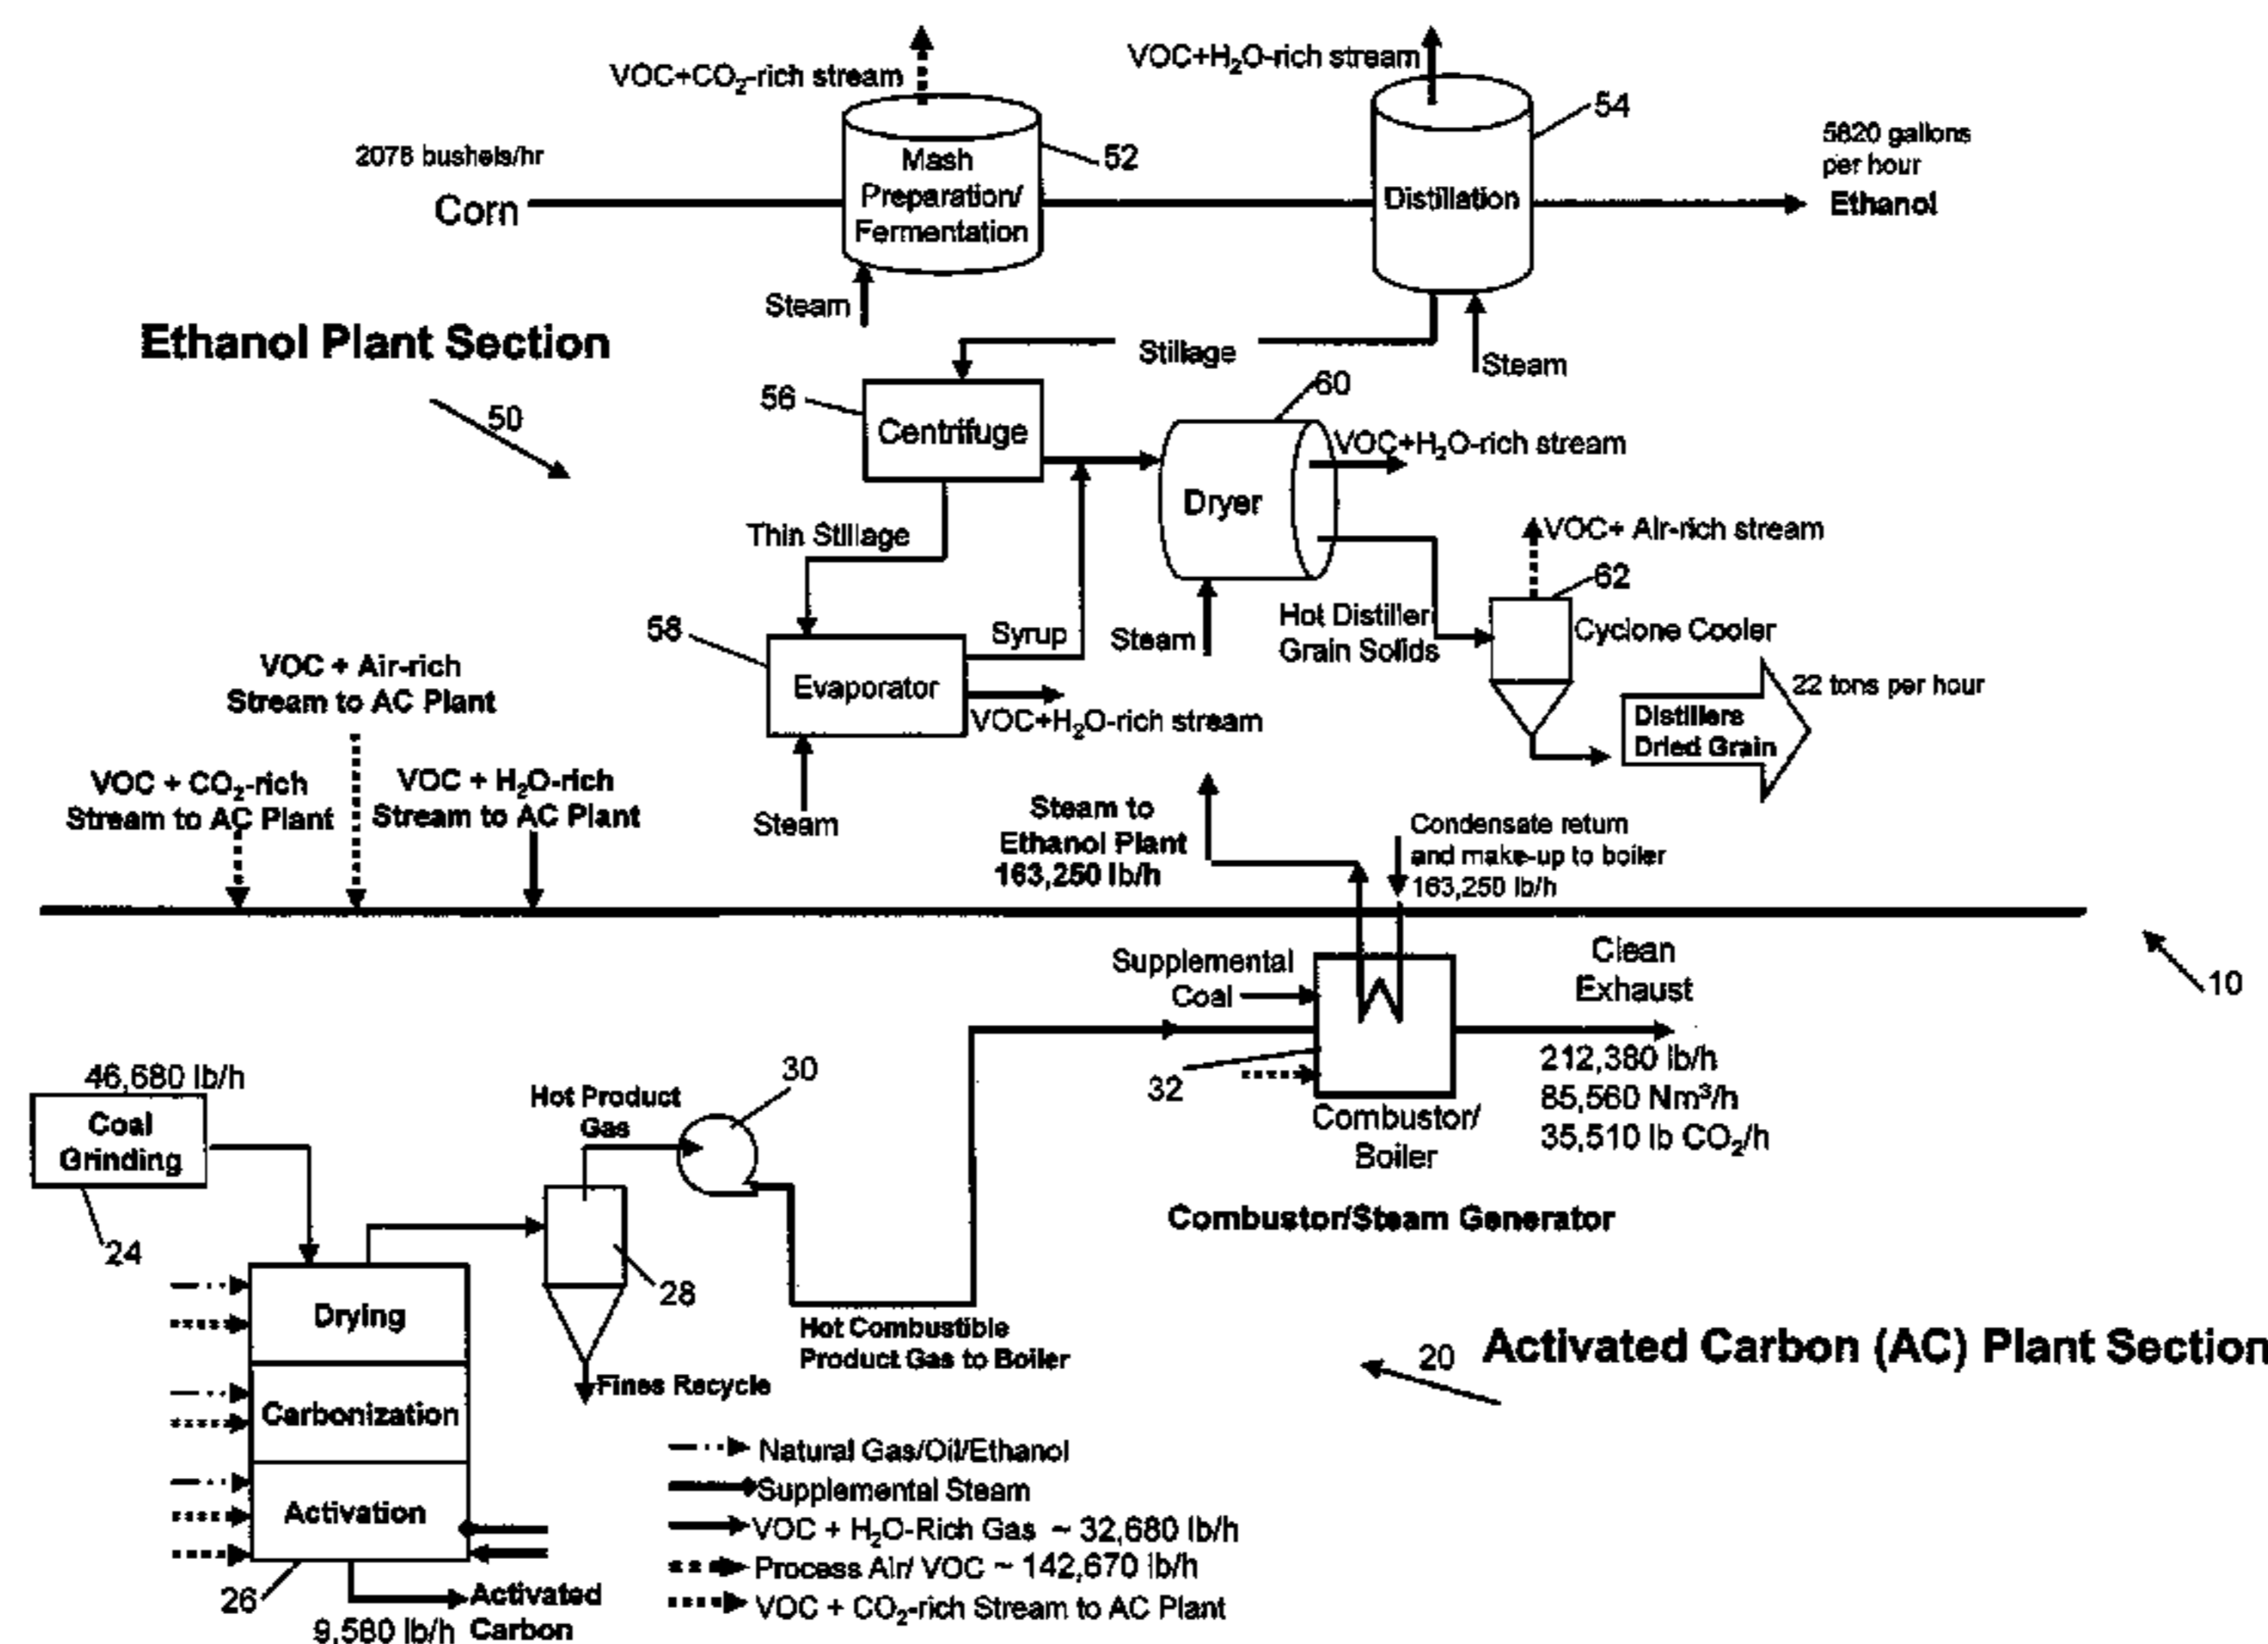 VOC+CO₂-rich stream
VOC+H₂O-rich stream
54
5820 gallons
per hour
Ethanol
2076 bushels/hr
Corn
Mash
Preparation/
Fermentation
52
Distillation
Steam
Stillage
Steam
Ethanol Plant Section
50
56
Centrifuge
60
VOC+H₂O-rich stream
Dryer
Thin Stillage
VOC+ Air-rich stream
62
58
Syrup
Steam
Hot Distiller
Grain Solids
Cyclone Cooler
Evaporator
VOC+H₂O-rich stream
Steam
22 tons per hour
Distillers
Dried Grain
VOC + Air-rich
Stream to AC Plant
VOC + CO₂-rich
Stream to AC Plant
VOC + H₂O-rich
Stream to AC Plant
Steam to
Ethanol Plant
163,250 lb/h
Condensate return
and make-up to boiler
163,250 lb/h
10
Supplemental
Coal
Clean
Exhaust
32
Combustor/
Boiler
212,380 lb/h
85,560 Nm³/h
35,510 lb CO₂/h
Combustor/Steam Generator
46,680 lb/h
Coal
Grinding
24
Hot Product
Gas
30
28
Fines Recycle
Hot Combustible
Product Gas to Boiler
20
Activated Carbon (AC) Plant Section
Drying
Carbonization
Activation
26
Activated
Carbon
9,580 lb/h
Natural Gas/Oil/Ethanol
Supplemental Steam
VOC + H₂O-Rich Gas ~ 32,680 lb/h
Process Air/ VOC ~ 142,670 lb/h
VOC + CO₂-rich Stream to AC Plant